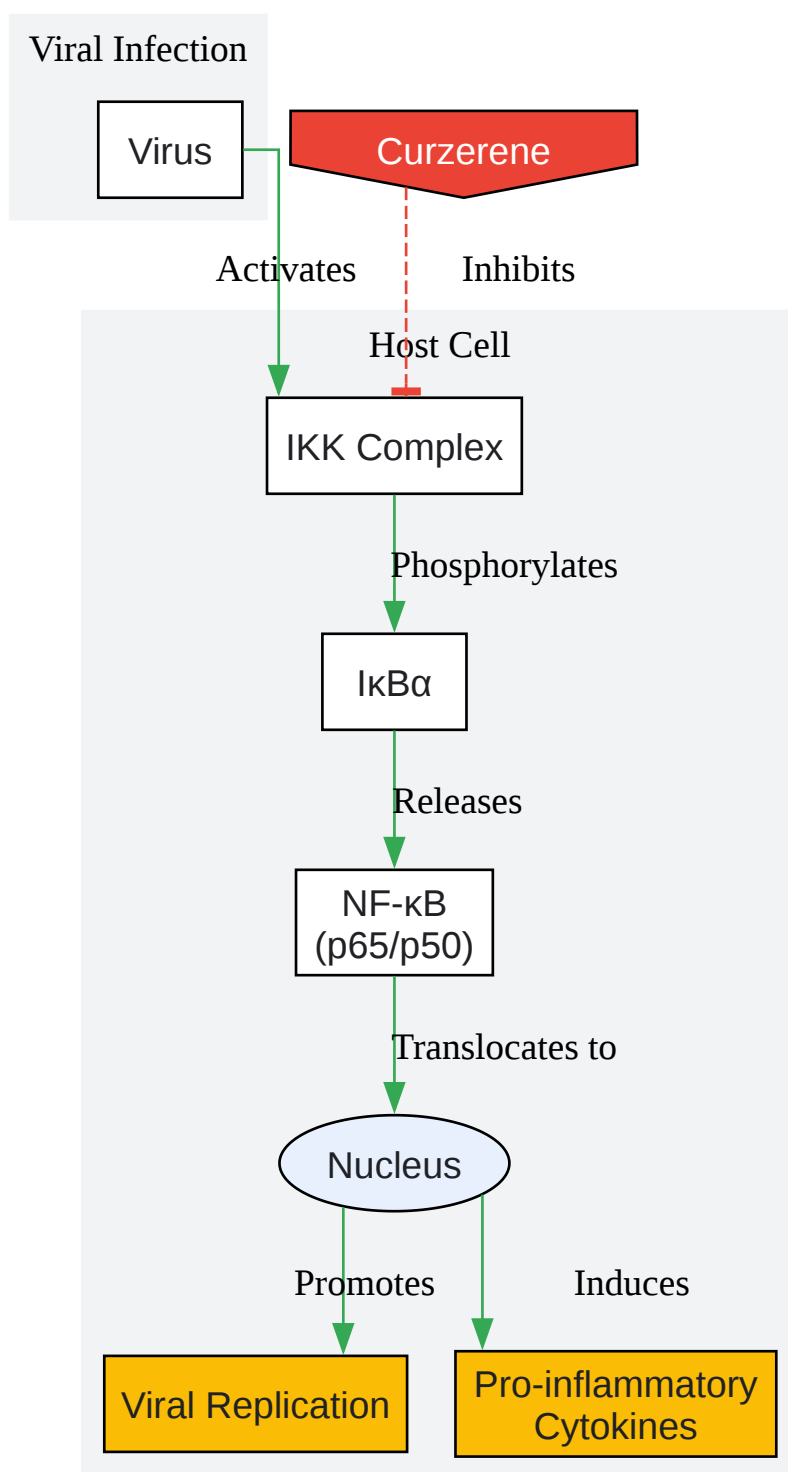 Viral Infection
Virus
Curzerene
Activates
Inhibits
Host Cell
IKK Complex
Phosphorylates
IκBα
Releases
NF-κB
(p65/p50)
Translocates to
Nucleus
Promotes
Induces
Viral Replication
Pro-inflammatory
Cytokines